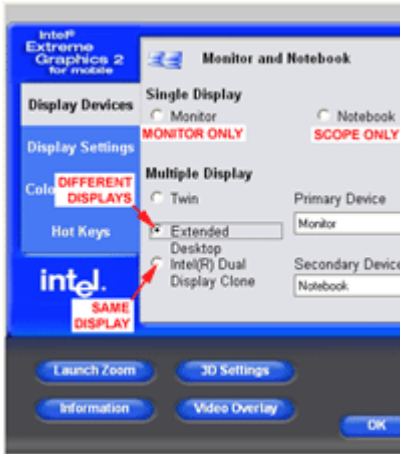 Intel®
Extreme
Graphics 2
for mobile
Monitor and Notebook
Display Devices
Single Display
Monitor
Notebook
MONITOR ONLY
SCOPE ONLY
Display Settings
Multiple Display
Colo
DIFFERENT
DISPLAYS
Twin
Primary Device
Monitor
Hot Keys
Extended
Desktop
Intel(R) Dual
Display Clone
Secondary Device
Notebook
intel.
SAME
DISPLAY
Launch Zoom
3D Settings
Information
Video Overlay
OK